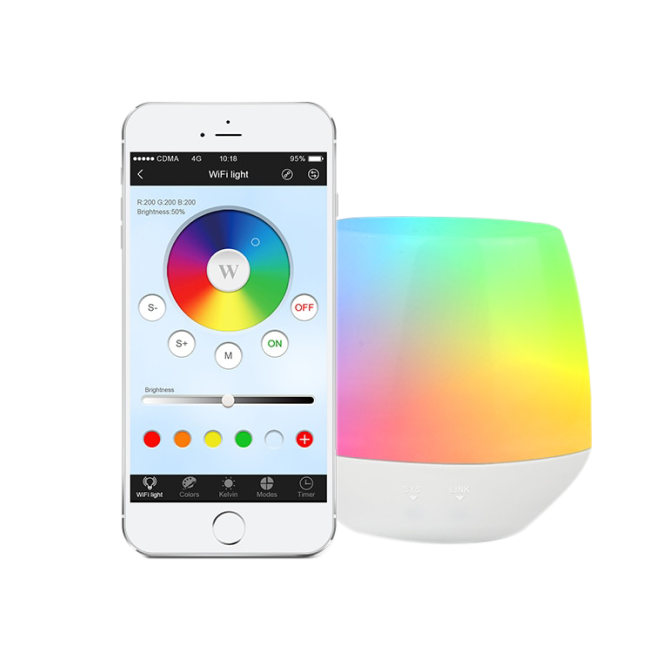 CDMA 4G 10:18 95%
WiFi light
R:200 G:200 B:200
Brightness:50%
W
S- OFF
S+ ON
M
Brightness
WiFi light Colors Kelvin Modes Timer